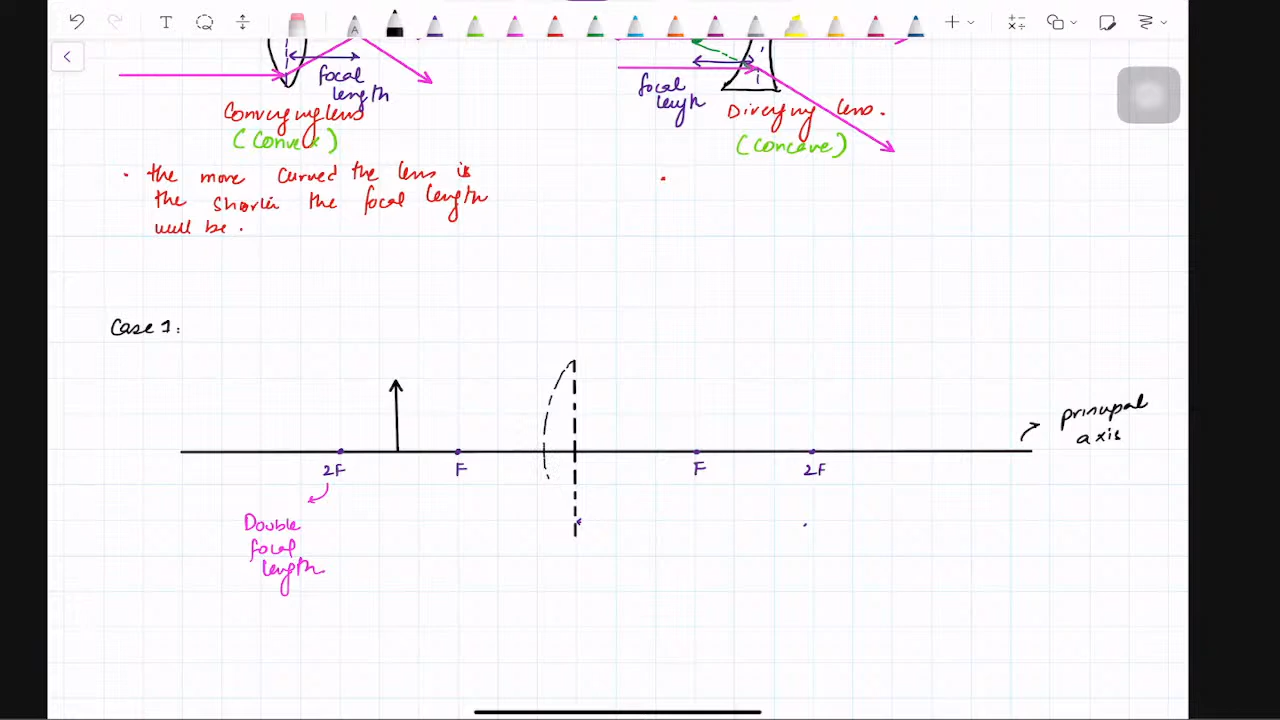 focal
length
Converging lens
(Convex)
focal
length
Diverging lens.
(Concave)
• the more curved the lens is
the shorter the focal length
will be.
Case 1:
principal
axis
2F
F
F
2F
Double
focal
length